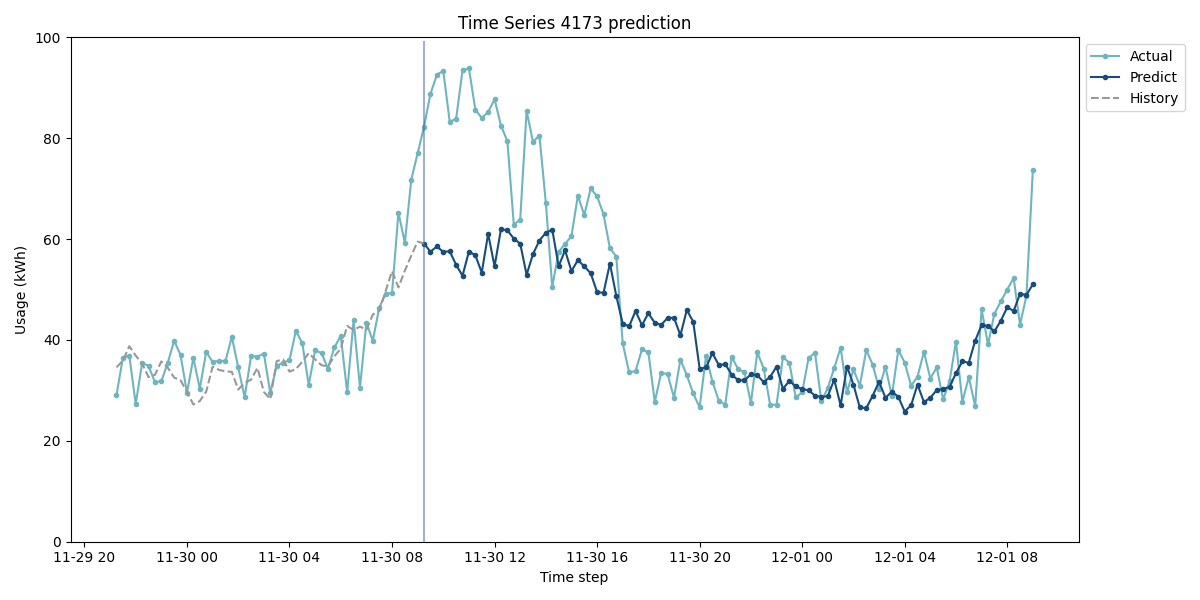 Time Series 4173 prediction
Usage (kWh)
100
80
60
40
20
0
11-29 20
11-30 00
11-30 04
11-30 08
11-30 12
11-30 16
11-30 20
12-01 00
12-01 04
12-01 08
Time step
Actual
Predict
History